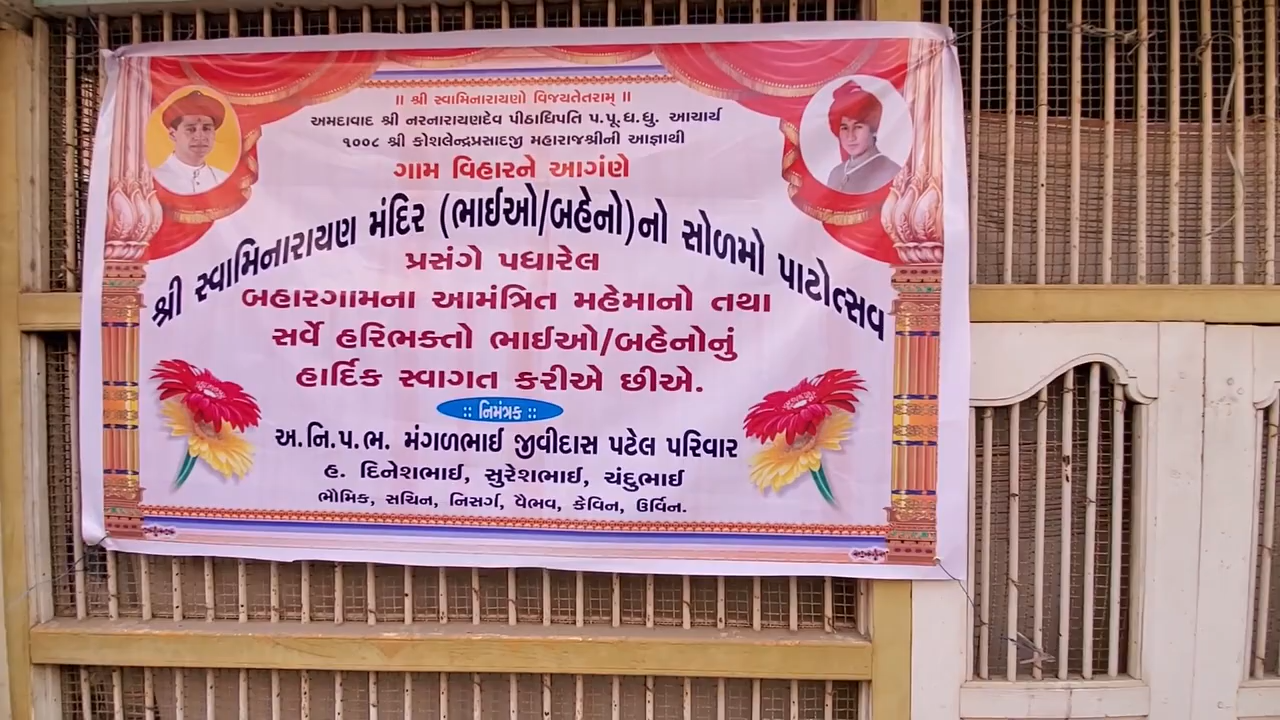 ॥ શ્રી સ્વામિનારાયણો વિજયતેતરામ્ ॥
અમદાવાદ શ્રી નરનારાયણદેવ પીઠાધિપતિ પ.પૂ.ધ.ધુ. આચાર્ય
૧૦૦૮ શ્રી કોશલેન્દ્રપ્રસાદજી મહારાજશ્રીની આજ્ઞાથી
ગામ વિહારને આગંણે
શ્રી સ્વામિનારાયણ મંદિર (ભાઈઓ/બહેનો)નો સોળમો પાટોત્સવ
પ્રસંગે પધારેલ
બહારગામના આમંત્રિત મહેમાનો તથા
સર્વે હરિભક્તો ભાઈઓ/બહેનોનું
હાર્દિક સ્વાગત કરીએ છીએ.
:: નિમંત્રક ::
અ.નિ.પ.ભ. મંગળભાઈ જીવીદાસ પટેલ પરિવાર
હ. દિનેશભાઈ, સુરેશભાઈ, ચંદુભાઈ
ભૌમિક, સચિન, નિસર્ગ, વૈભવ, કેવિન, ઉર્વિન.